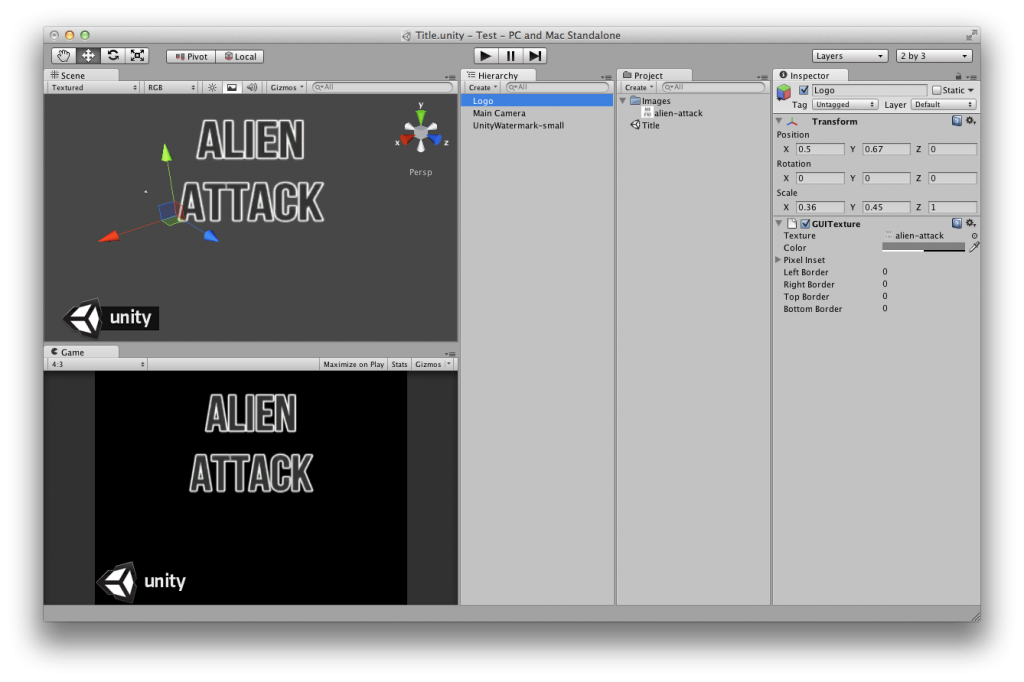 Title.unity – Test – PC and Mac Standalone
Pivot Local Layers 2 by 3
Scene
Textured RGB Gizmos All
ALIEN
ATTACK
y
x z
Persp
unity
Game
4:3 Maximize on Play Stats Gizmos
ALIEN
ATTACK
unity
Hierarchy
Create All
Logo
Main Camera
UnityWatermark-small
Project
Create All
Images
alien-attack
Title
Inspector
Logo Static
Tag Untagged Layer Default
Transform
Position
X 0.5 Y 0.67 Z 0
Rotation
X 0 Y 0 Z 0
Scale
X 0.36 Y 0.45 Z 1
GUITexture
Texture alien-attack
Color
Pixel Inset
Left Border 0
Right Border 0
Top Border 0
Bottom Border 0